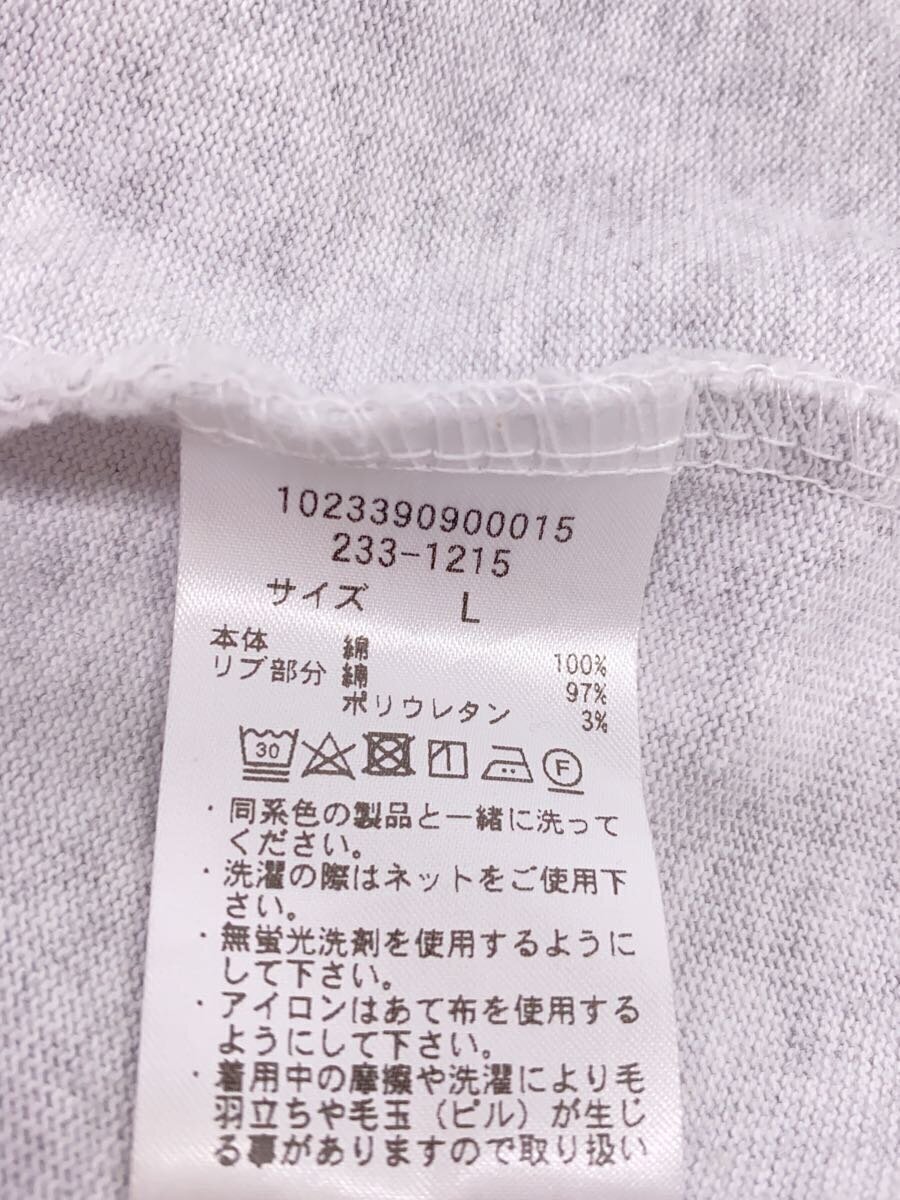 1023390900015
233-1215
サイズ L
本体 綿 100%
リブ部分 綿 97%
ポリウレタン 3%
30 F
・同系色の製品と一緒に洗って
ください。
・洗濯の際はネットをご使用下
さい。
・無蛍光洗剤を使用するように
して下さい。
・アイロンはあて布を使用する
ようにして下さい。
・着用中の摩擦や洗濯により毛
羽立ちや毛玉（ピル）が生じ
る事がありますので取り扱い